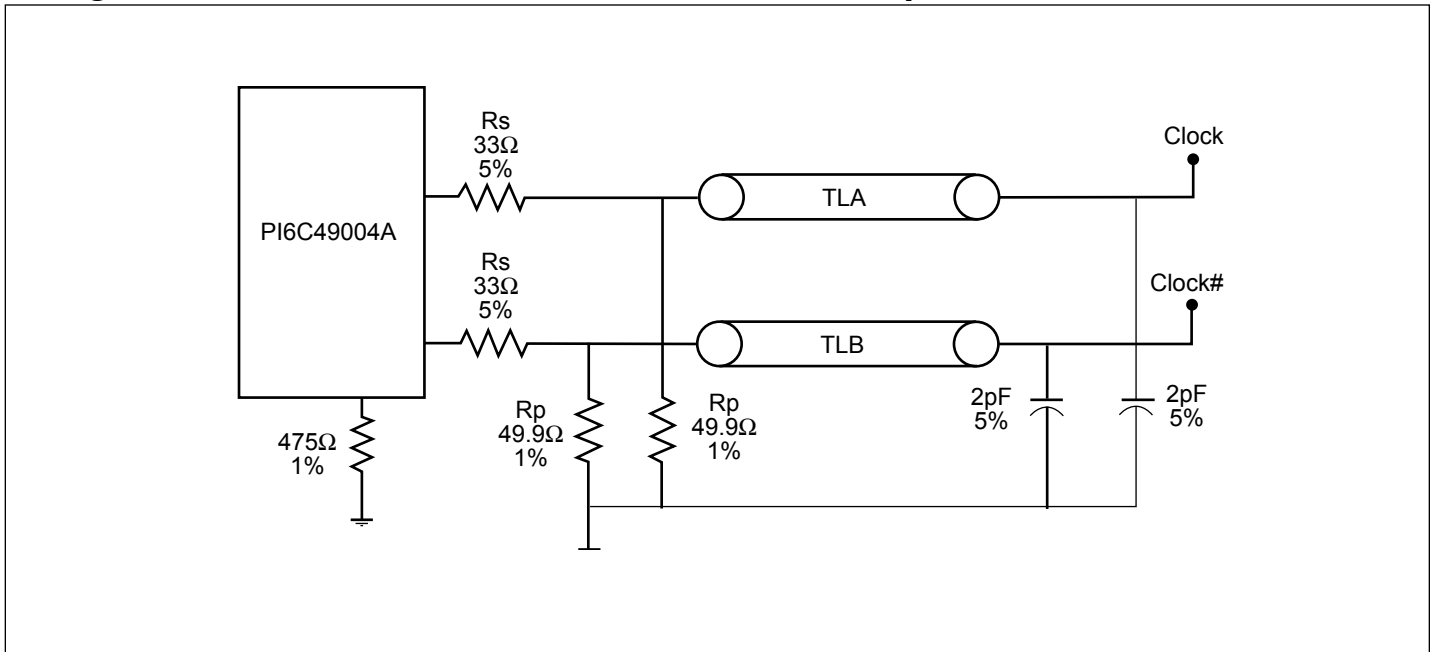 Rs
33Ω
5%
Clock
TLA
PI6C49004A
Rs
33Ω
5%
Clock#
TLB
Rp
49.9Ω
1%
Rp
49.9Ω
1%
2pF
5%
2pF
5%
475Ω
1%